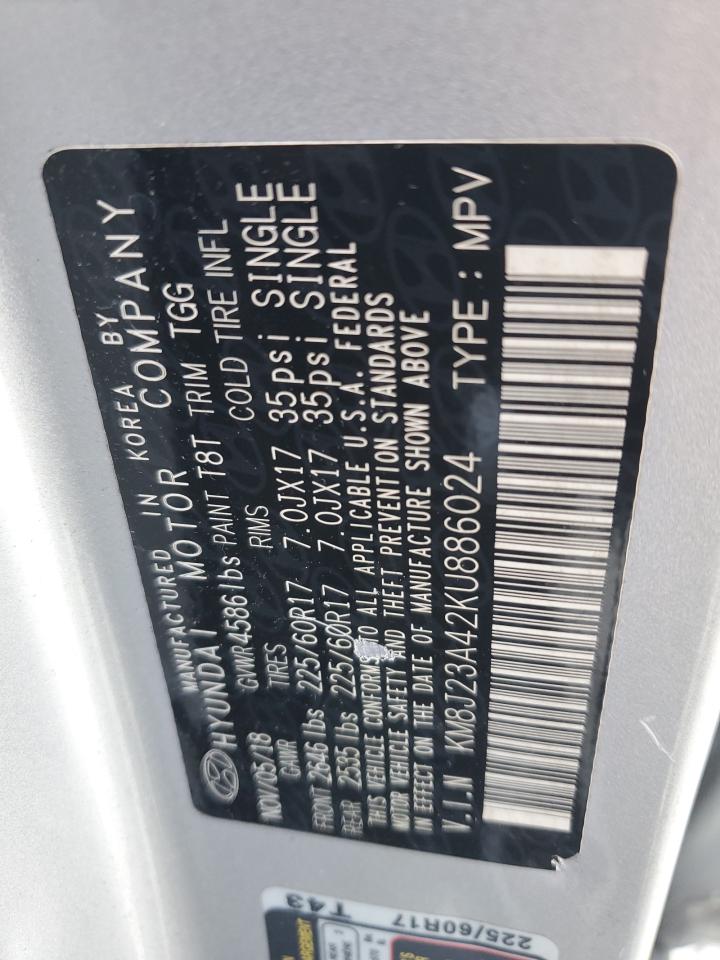 MANUFACTURED IN KOREA BY
HYUNDAI MOTOR COMPANY
NOV/05/18 GVWR 4586 lbs PAINT T8T TRIM TGG
GAWR TIRES RIMS COLD TIRE INFL
FRONT 2646 lbs 225/60R17 7.0JX17 35psi SINGLE
REAR 2535 lbs 225/60R17 7.0JX17 35psi SINGLE
THIS VEHICLE CONFORMS TO ALL APPLICABLE U.S.A. FEDERAL
MOTOR VEHICLE SAFETY AND THEFT PREVENTION STANDARDS
IN EFFECT ON THE DATE OF MANUFACTURE SHOWN ABOVE
V.I.N KM8J23A42KU886024 TYPE : MPV
T43
225/60R17